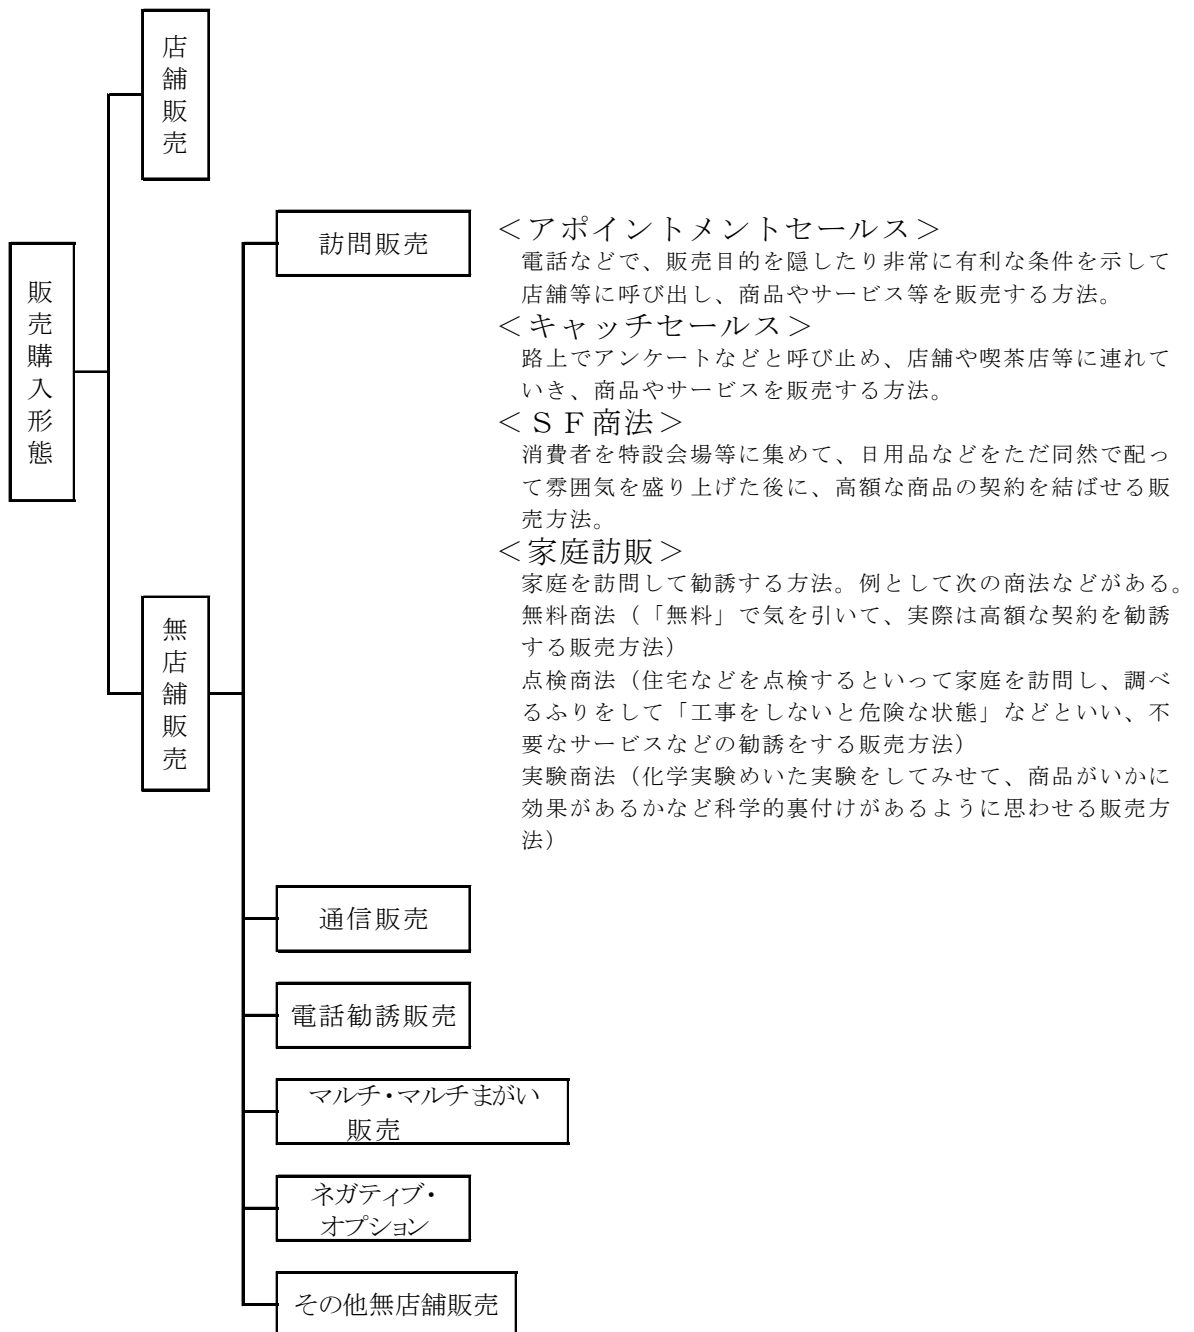 店舗販売
販売購入形態
訪問販売
＜アポイントメントセールス＞
電話などで、販売目的を隠したり非常に有利な条件を示して
店舗等に呼び出し、商品やサービス等を販売する方法。
＜キャッチセールス＞
路上でアンケートなどと呼び止め、店舗や喫茶店等に連れて
いき、商品やサービスを販売する方法。
＜ＳＦ商法＞
消費者を特設会場等に集めて、日用品などをただ同然で配っ
て雰囲気を盛り上げた後に、高額な商品の契約を結ばせる販
売方法。
＜家庭訪販＞
家庭を訪問して勧誘する方法。例として次の商法などがある。
無料商法（「無料」で気を引いて、実際は高額な契約を勧誘
する販売方法）
点検商法（住宅などを点検するといって家庭を訪問し、調べ
るふりをして「工事をしないと危険な状態」などといい、不
要なサービスなどの勧誘をする販売方法）
実験商法（化学実験めいた実験をしてみせて、商品がいかに
効果があるかなど科学的裏付けがあるように思わせる販売方
法）
無店舗販売
通信販売
電話勧誘販売
マルチ・マルチまがい
販売
ネガティブ・
オプション
その他無店舗販売